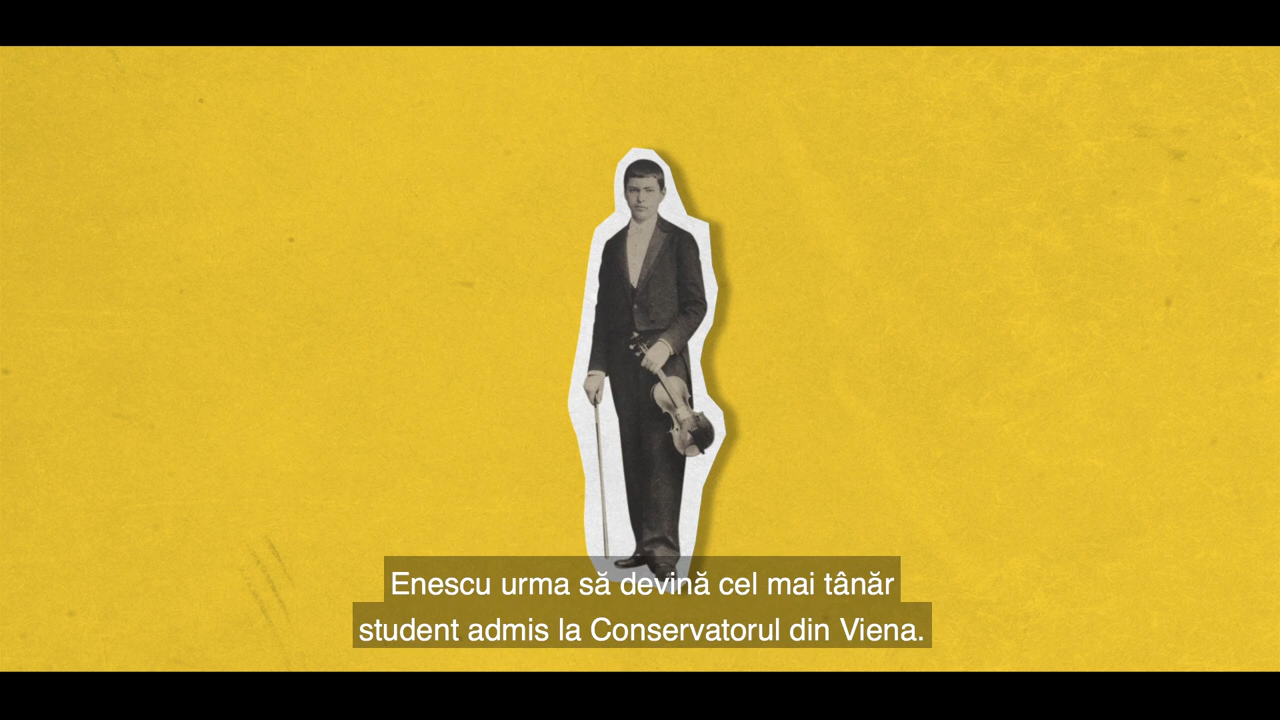 Enescu urma să devină cel mai tânăr
student admis la Conservatorul din Viena.